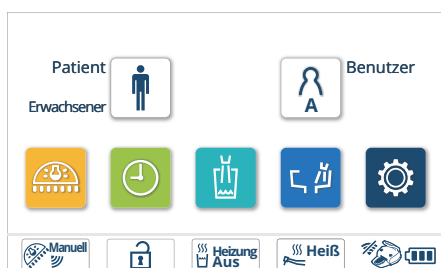 Patient
Erwachsener
Benutzer
A
Manuell
Heizung
Aus
Heiß